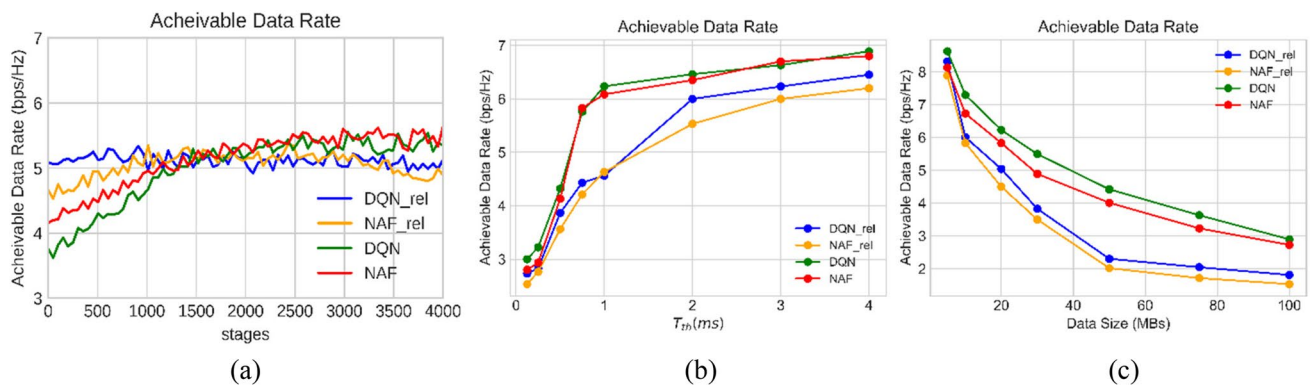 Acheivable Data Rate
Acheivable Data Rate (bps/Hz)
7
6
5
4
3
0 500 1000 1500 2000 2500 3000 3500 4000
stages
DQN_rel
NAF_rel
DQN
NAF
(a)
Achievable Data Rate
Achievable Data Rate (bps/Hz)
7
6
5
4
3
0 1 2 3 4
T_th(ms)
DQN_rel
NAF_rel
DQN
NAF
(b)
Achievable Data Rate
Achievable Data Rate (bps/Hz)
8
7
6
5
4
3
2
20 40 60 80 100
Data Size (MBs)
DQN_rel
NAF_rel
DQN
NAF
(c)